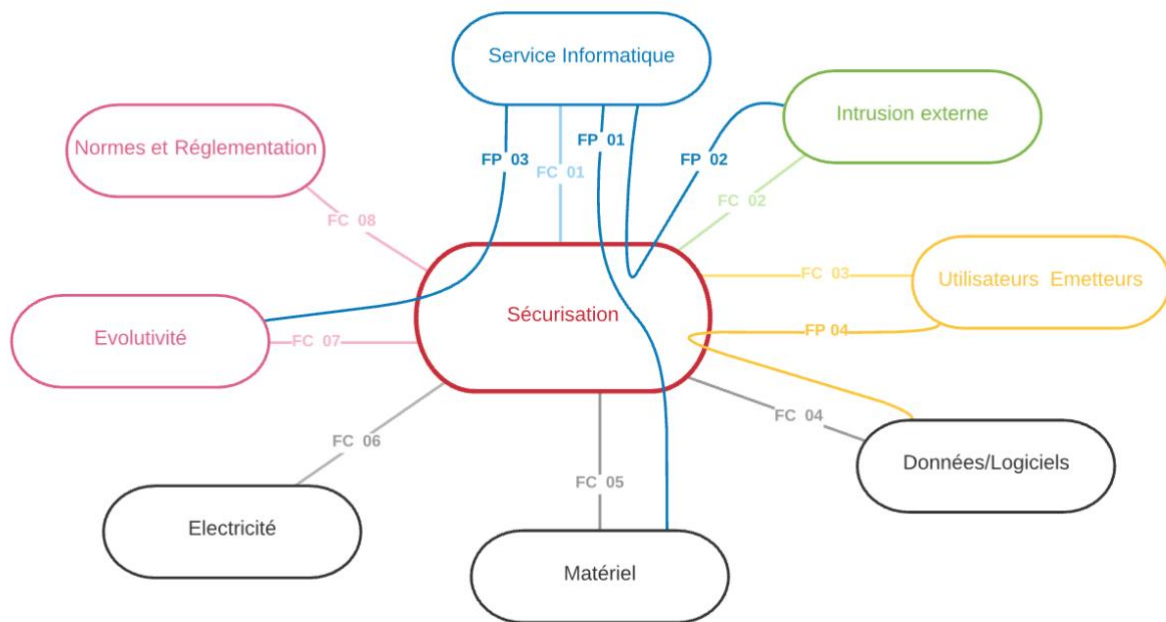 Service Informatique
Intrusion externe
Normes et Réglementation
FP 01
FP 02
FP 03
FC 01
FC 02
FC 08
FC 03
Utilisateurs Emetteurs
Sécurisation
FP 04
Evolutivité
FC 07
FC 04
FC 06
Données/Logiciels
FC 05
Electricité
Matériel